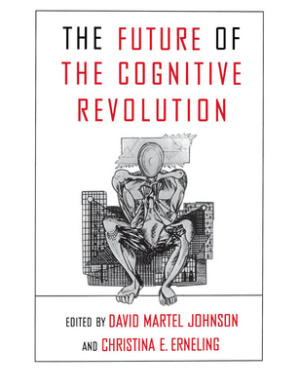 THE FUTURE OF
THE COGNITIVE
REVOLUTION
EDITED BY DAVID MARTEL JOHNSON
AND CHRISTINA E. ERNELING